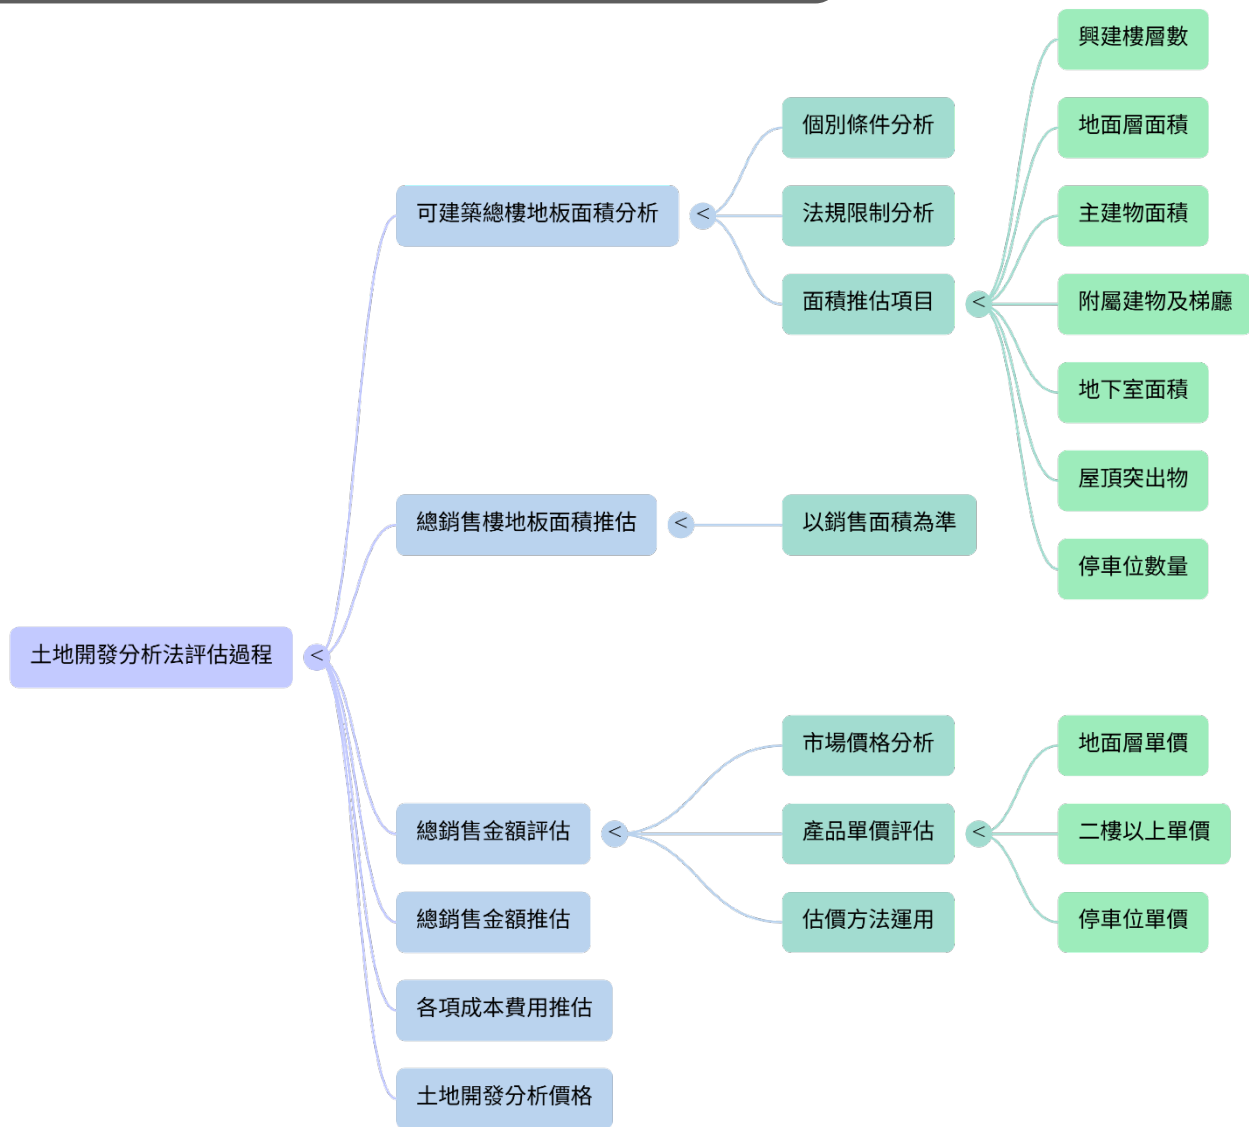 土地開發分析法評估過程
可建築總樓地板面積分析
個別條件分析
法規限制分析
面積推估項目
興建樓層數
地面層面積
主建物面積
附屬建物及梯廳
地下室面積
屋頂突出物
停車位數量
總銷售樓地板面積推估
以銷售面積為準
總銷售金額評估
市場價格分析
產品單價評估
地面層單價
二樓以上單價
停車位單價
估價方法運用
總銷售金額推估
各項成本費用推估
土地開發分析價格